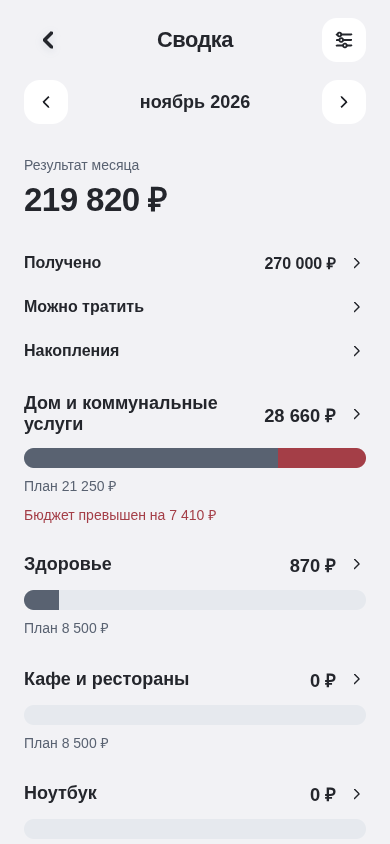 Сводка
ноябрь 2026
Результат месяца
219 820 ₽
Получено 270 000 ₽
Можно тратить
Накопления
Дом и коммунальные
услуги 28 660 ₽
План 21 250 ₽
Бюджет превышен на 7 410 ₽
Здоровье 870 ₽
План 8 500 ₽
Кафе и рестораны 0 ₽
План 8 500 ₽
Ноутбук 0 ₽